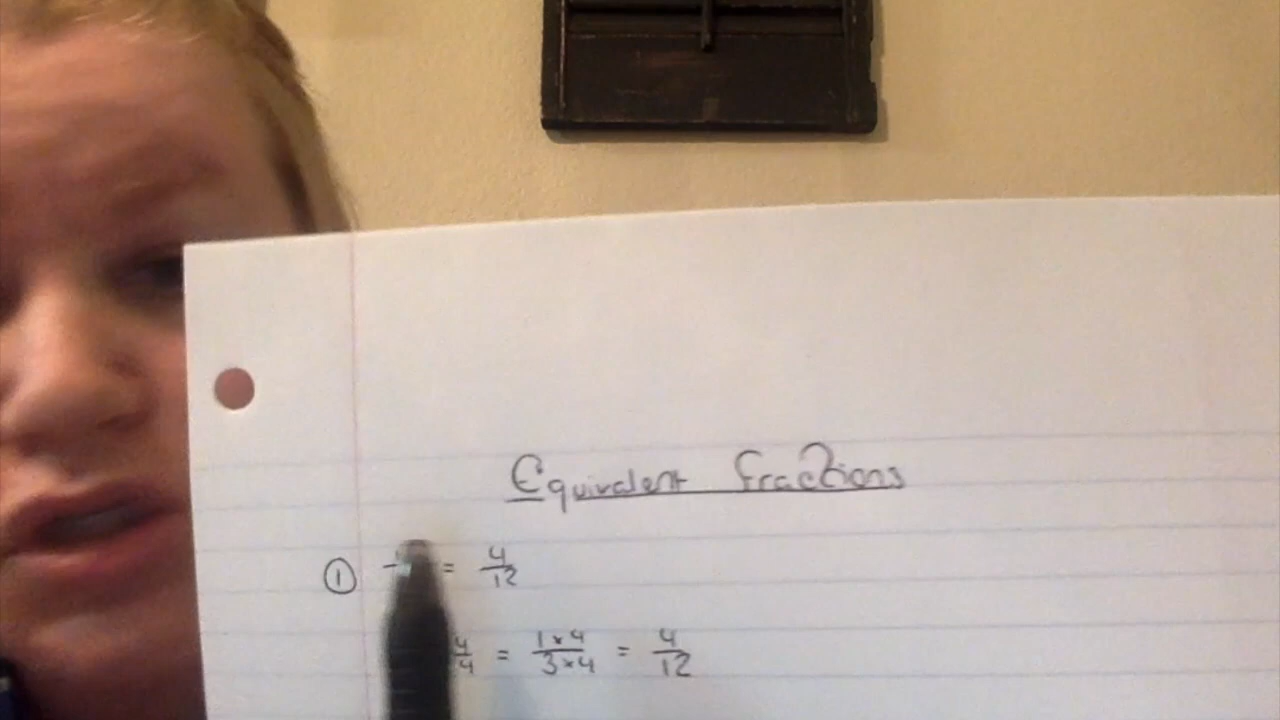 Equivalent Fractions
① = 4/12
4/4 = 1×4/3×4 = 4/12